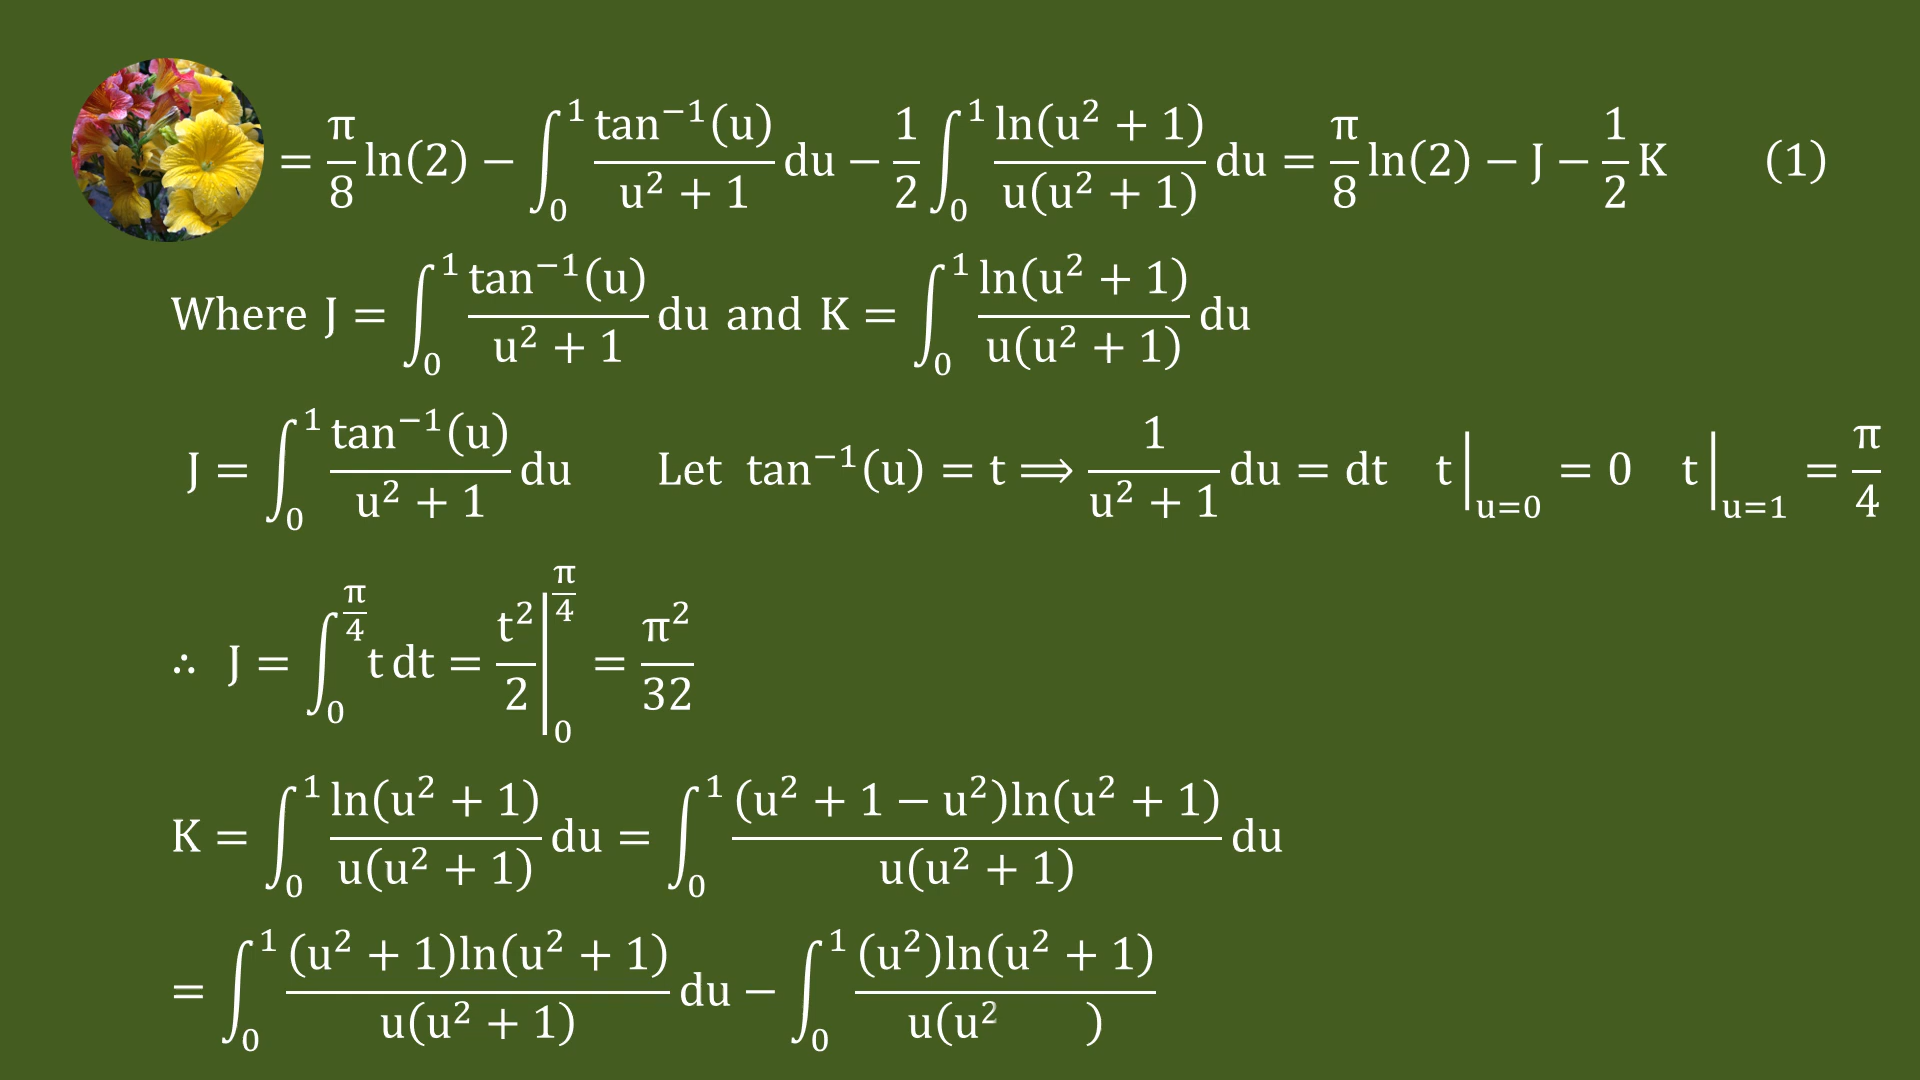 = π/8 ln(2) − ∫₀¹ tan⁻¹(u)/(u² + 1) du − 1/2 ∫₀¹ ln(u² + 1)/(u(u² + 1)) du = π/8 ln(2) − J − 1/2 K (1)
Where J = ∫₀¹ tan⁻¹(u)/(u² + 1) du and K = ∫₀¹ ln(u² + 1)/(u(u² + 1)) du
J = ∫₀¹ tan⁻¹(u)/(u² + 1) du Let tan⁻¹(u) = t ⟹ 1/(u² + 1) du = dt t|u=0 = 0 t|u=1 = π/4
∴ J = ∫₀^(π/4) t dt = t²/2 |₀^(π/4) = π²/32
K = ∫₀¹ ln(u² + 1)/(u(u² + 1)) du = ∫₀¹ (u² + 1 − u²)ln(u² + 1)/(u(u² + 1)) du
= ∫₀¹ (u² + 1)ln(u² + 1)/(u(u² + 1)) du − ∫₀¹ (u²)ln(u² + 1)/(u(u² )